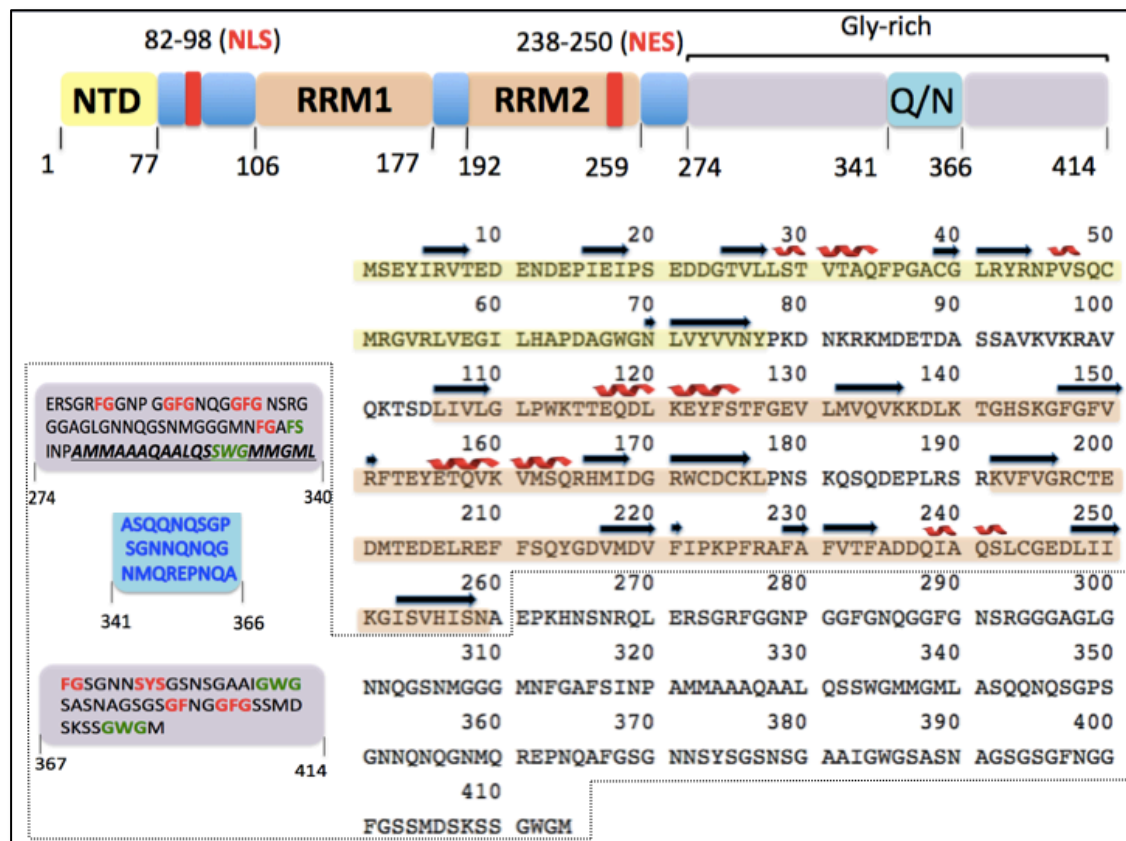 82-98 (NLS) 238-250 (NES) Gly-rich
NTD RRM1 RRM2 Q/N
1 77 106 177 192 259 274 341 366 414
10 20 30 40 50
MSEYIRVTED ENDEPIEIPS EDDGTVLLST VTAQFPGACG LRYRNPVSQC
60 70 80 90 100
MRGVRLVEGI LHAPDAGWGN LVYVVNYPKD NKRKMDETDA SSAVKVKRAV
110 120 130 140 150
QKTSDLIVLG LPWKTTEQDL KEYFSTFGEV LMVQVKKDLK TGHSKGFGFV
160 170 180 190 200
RFTEYETQVK VMSQRHMIDG RWCDCKLPNS KQSQDEPLRS RKVFVGRCTE
210 220 230 240 250
DMTEDELREF FSQYGDVMDV FIPKPFRAFA FVTFADDQIA QSLCGEDLII
260 270 280 290 300
KGISVHISNA EPKHNSNRQL ERSGRFGGNP GGFGNQGGFG NSRGGGAGLG
310 320 330 340 350
NNQGSNMGGG MNFGAFSINP AMMAAAQAAL QSSWGMMGML ASQQNQSGPS
360 370 380 390 400
GNNQNQGNMQ REPNQAFGSG NNSYSGSNSG AAIGWGSASN AGSGSGFNGG
410
FGSSMDSKSS GWGM
ERSGRFGGNPG GGFGNQGGFG NSRG
GGAGLGNNQGSNMGGGMNFGAFS
INPAMMAAAQAALQSSWGMMGML
274 340
ASQQNQSGP
SGNNQNQG
NMQREPNQA
341 366
FGSGNNSYSGSNSGAAIGWG
SASNAGSGSGFNGGFGSSMD
SKSSGWGM
367 414